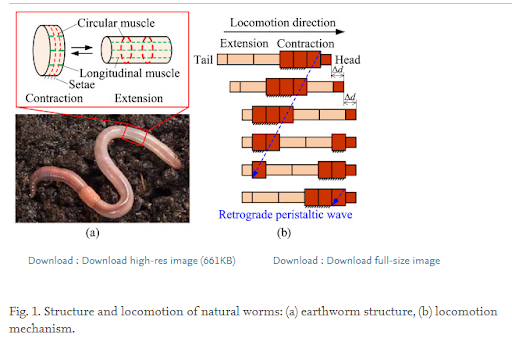 Circular muscle
Longitudinal muscle
Setae
Contraction
Extension
(a)
Locomotion direction
Extension Contraction
Tail
Head
Δd
Δd
Retrograde peristaltic wave
(b)
Download : Download high-res image (661KB)
Download : Download full-size image
Fig. 1. Structure and locomotion of natural worms: (a) earthworm structure, (b) locomotion
mechanism.